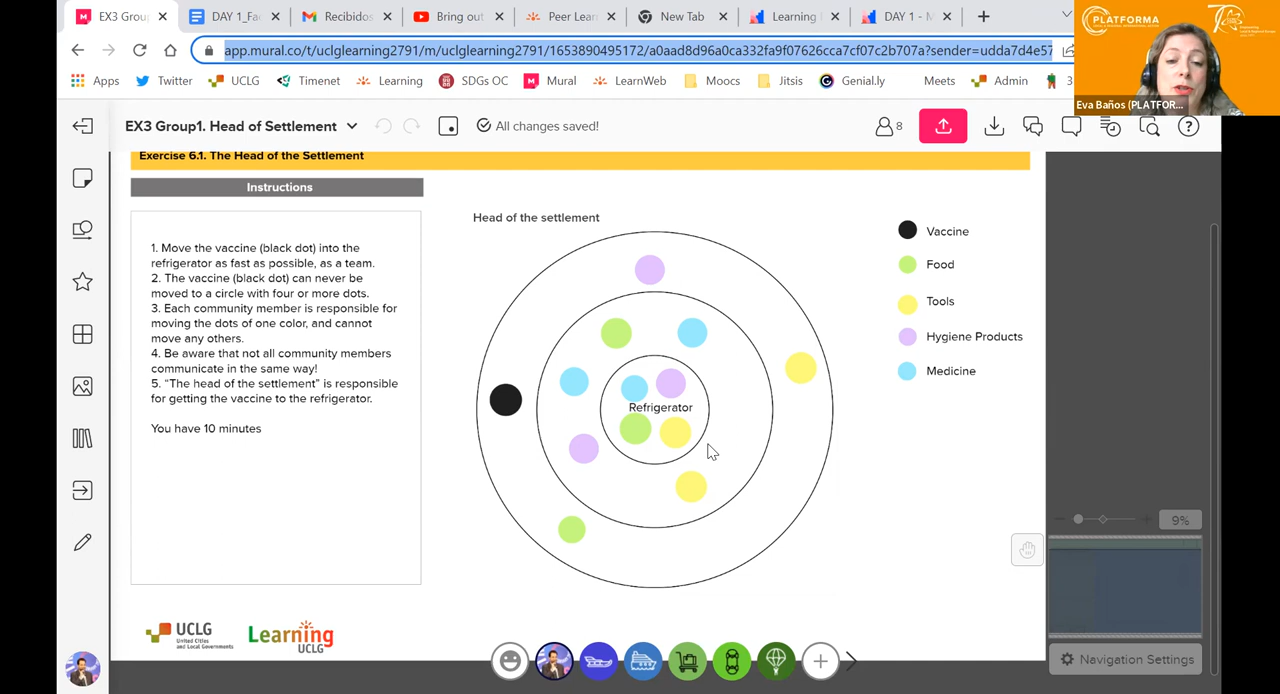 EX3 Grou
DAY 1_Fac
Recibidos
Bring out
Peer Lear
New Tab
Learning
DAY 1 - M
app.mural.co/t/uclglearning2791/m/uclglearning2791/1653890495172/a0aad8d96a0ca332fa9f07626cca7cf07c2b707a?sender=udda7d4e57
PLATFORMA
Eva Baños (PLATFOR...
Apps
Twitter
UCLG
Timenet
Learning
SDGs OC
Mural
LearnWeb
Moocs
Jitsis
Genial.ly
Meets
Admin
3
EX3 Group1. Head of Settlement
All changes saved!
8
Exercise 6.1. The Head of the Settlement
Instructions
1. Move the vaccine (black dot) into the
refrigerator as fast as possible, as a team.
2. The vaccine (black dot) can never be
moved to a circle with four or more dots.
3. Each community member is responsible for
moving the dots of one color, and cannot
move any others.
4. Be aware that not all community members
communicate in the same way!
5. “The head of the settlement” is responsible
for getting the vaccine to the refrigerator.
You have 10 minutes
Head of the settlement
Refrigerator
Vaccine
Food
Tools
Hygiene Products
Medicine
9%
Navigation Settings
UCLG
United Cities
and Local Governments
Learning
UCLG